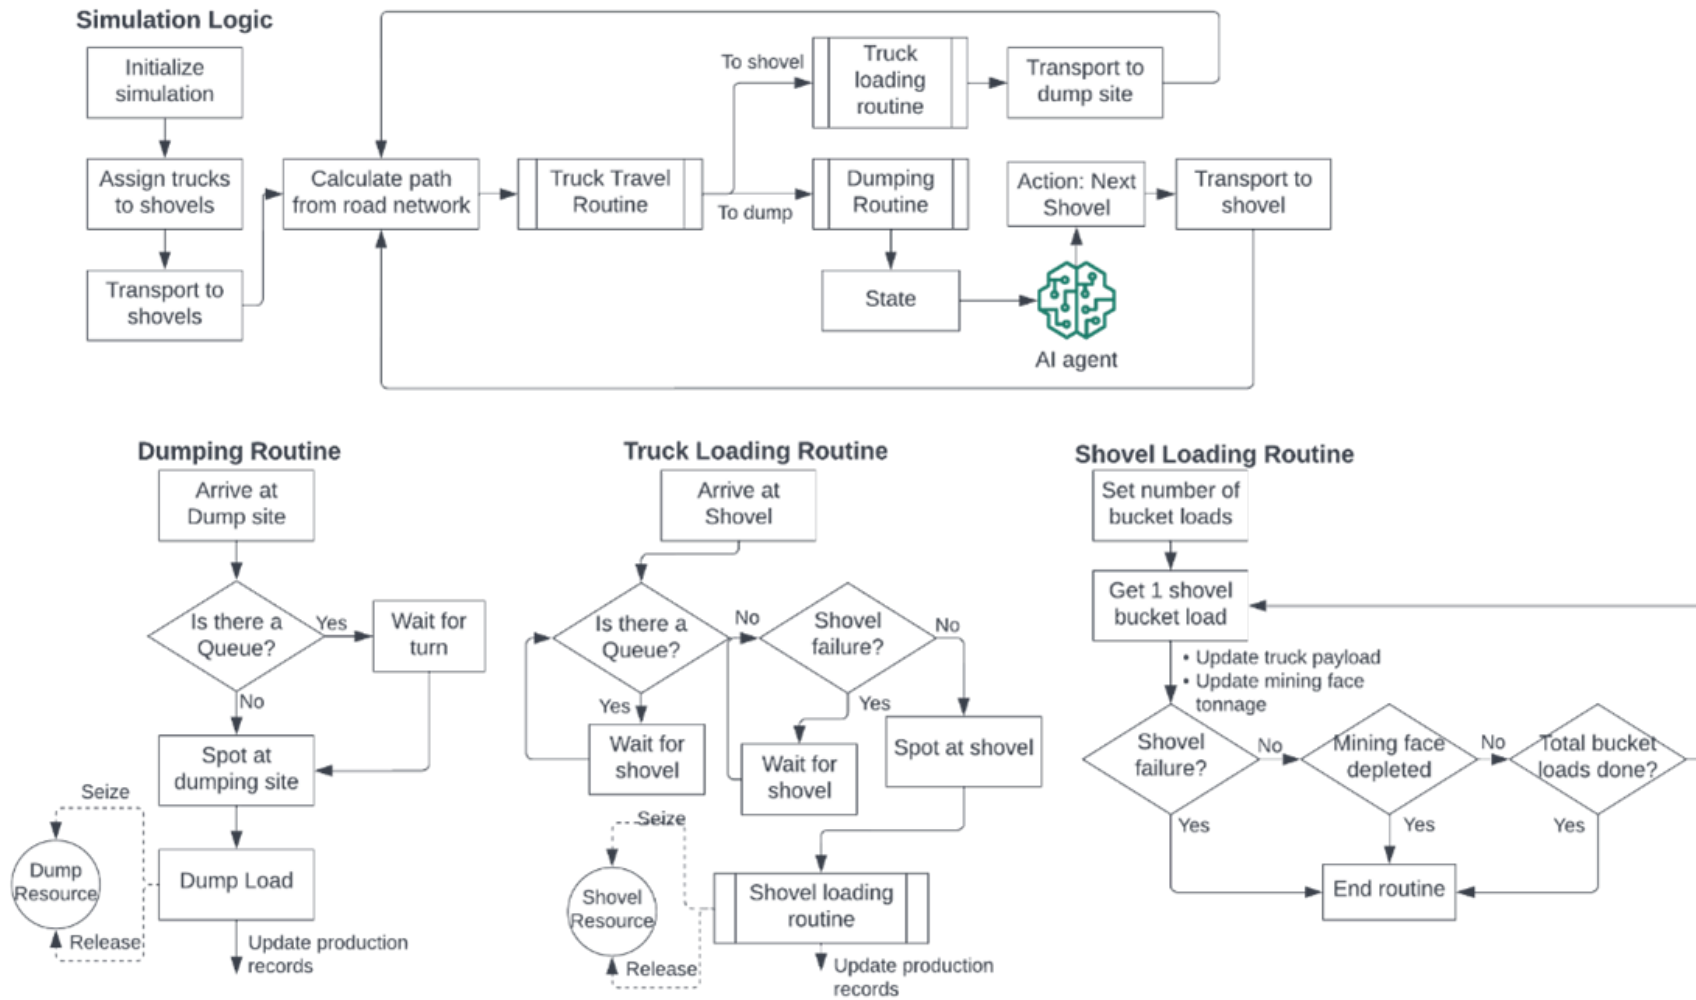 Simulation Logic
Initialize
simulation
Assign trucks
to shovels
Transport to
shovels
Calculate path
from road network
Truck Travel
Routine
To shovel
To dump
Truck
loading
routine
Transport to
dump site
Dumping
Routine
State
AI agent
Action: Next
Shovel
Transport to
shovel
Dumping Routine
Arrive at
Dump site
Is there a
Queue?
Yes
Wait for
turn
No
Spot at
dumping site
Seize
Dump
Resource
Dump Load
Release
Update production
records
Truck Loading Routine
Arrive at
Shovel
Is there a
Queue?
No
Shovel
failure?
No
Yes
Wait for
shovel
Yes
Wait for
shovel
Spot at shovel
Seize
Shovel
Resource
Shovel loading
routine
Release
Update production
records
Shovel Loading Routine
Set number of
bucket loads
Get 1 shovel
bucket load
• Update truck payload
• Update mining face
tonnage
Shovel
failure?
No
Mining face
depleted
No
Total bucket
loads done?
Yes
Yes
Yes
End routine